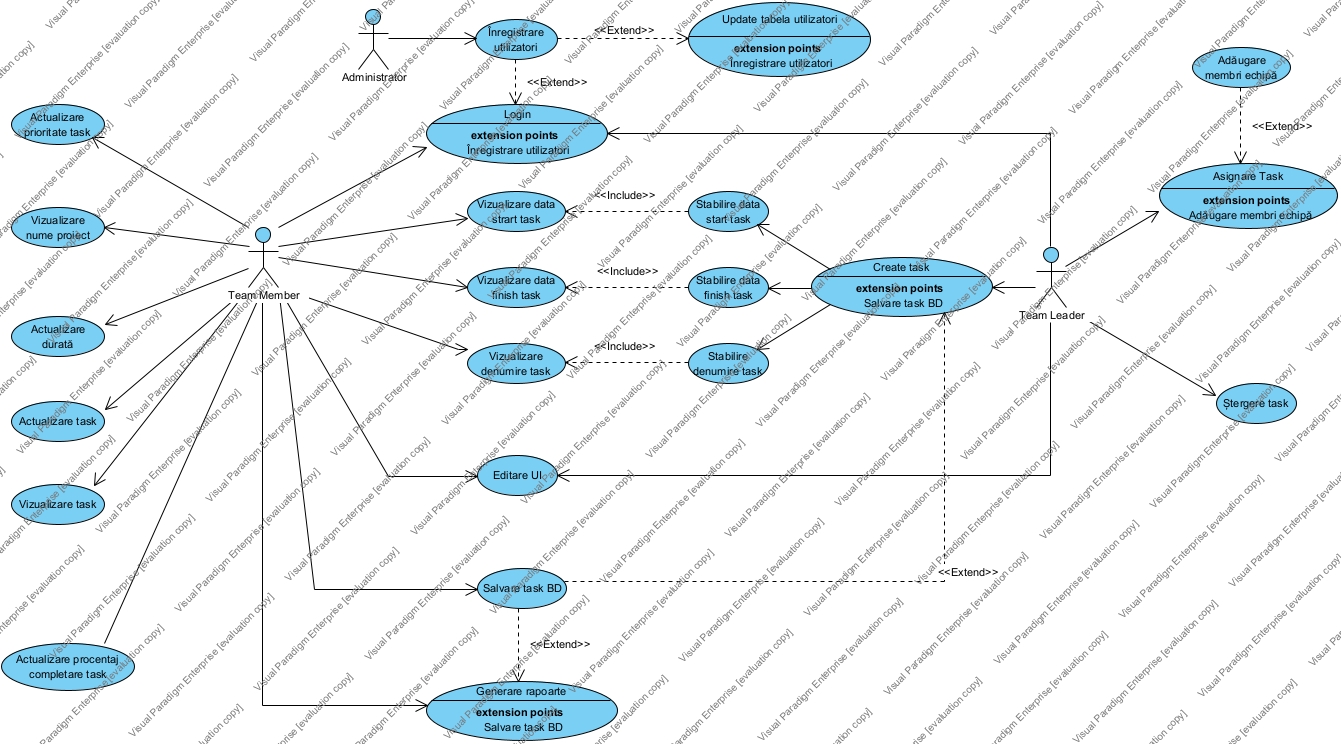 Administrator
Inregistrare
utilizatori
<<Extend>>
Update tabela utilizatori
extension points
Inregistrare utilizatori
<<Extend>>
Login
extension points
Înregistrare utilizatori
Adăugare
membri echipă
<<Extend>>
Asignare Task
extension points
Adăugare membri echipă
Actualizare
prioritate task
Vizualizare
nume proiect
Actualizare
durată
Actualizare task
Vizualizare task
Actualizare procentaj
completare task
Team Member
Vizualizare data
strart task
<<Include>>
Stabilire data
start task
Vizualizare data
finish task
<<Include>>
Stabilire data
finish task
Vizualizare
denumire task
<<Include>>
Stabilire
denumire task
Create task
extension points
Salvare task BD
Team Leader
Ștergere task
Editare UI
Salvare task BD
<<Extend>>
<<Extend>>
Generare rapoarte
extension points
Salvare task BD
Visual Paradigm Enterprise [evaluation copy]